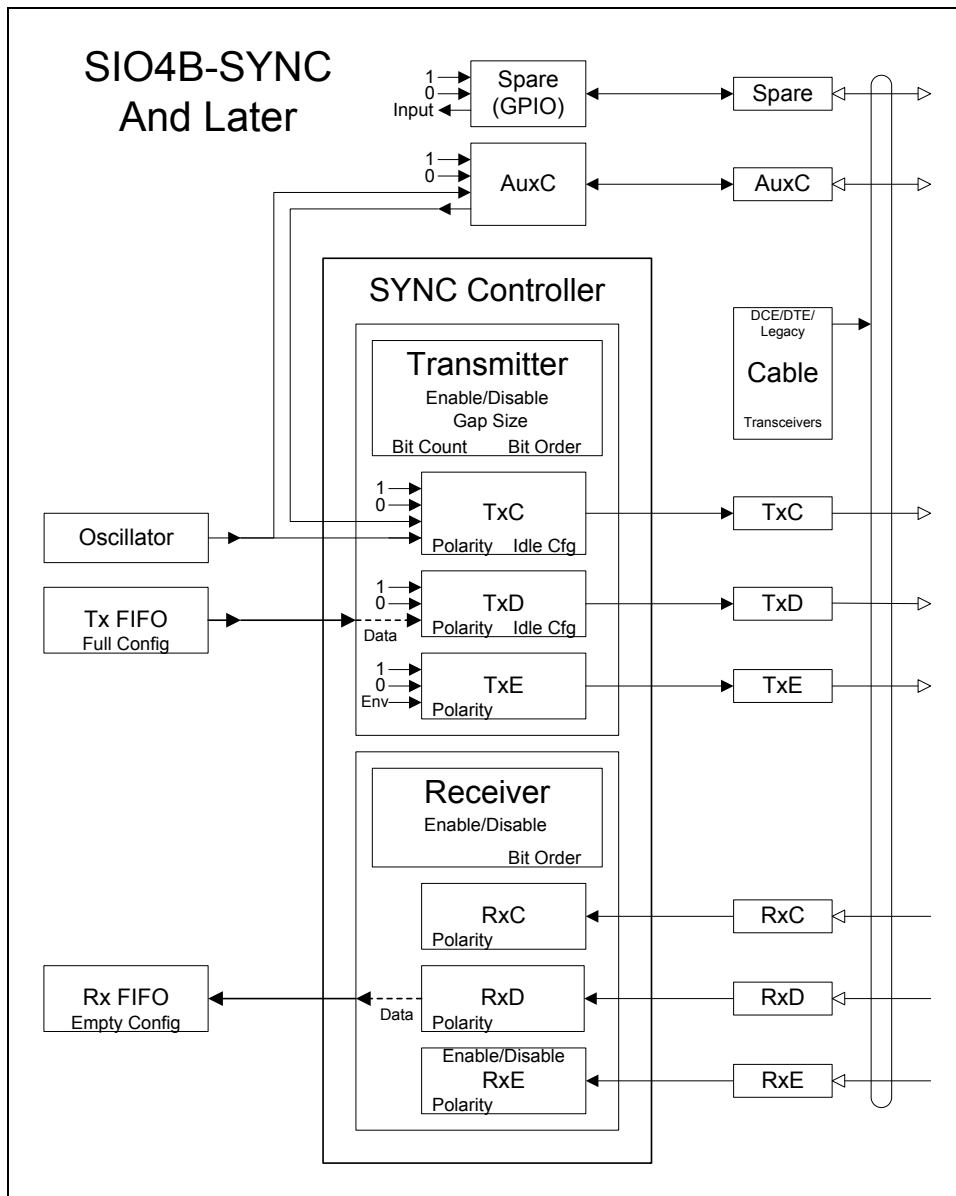 SIO4B-SYNC
And Later
1
0
Input
Spare
(GPIO)
Spare
1
0
AuxC
AuxC
SYNC Controller
DCE/DTE/
Legacy
Cable
Transceivers
Transmitter
Enable/Disable
Gap Size
Bit Count Bit Order
Oscillator
1
0
TxC
Polarity Idle Cfg
TxC
Tx FIFO
Full Config
1
0
Data
TxD
Polarity Idle Cfg
TxD
1
0
Env
TxE
Polarity
TxE
Receiver
Enable/Disable
Bit Order
RxC
Polarity
RxC
Rx FIFO
Empty Config
Data
RxD
Polarity
RxD
Enable/Disable
RxE
Polarity
RxE